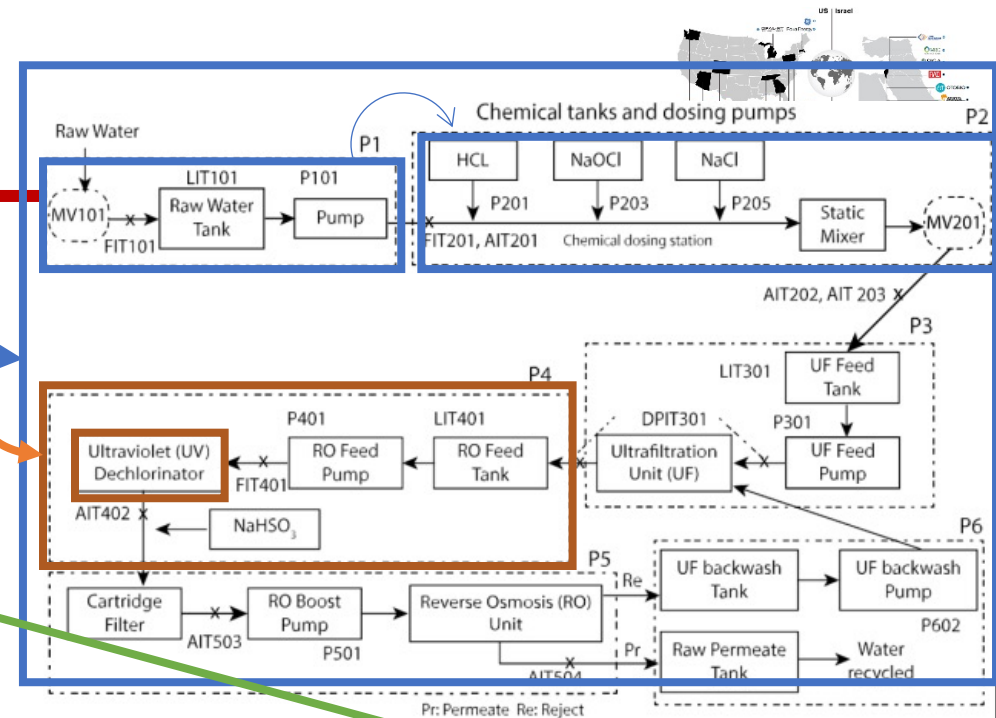 US | Israel
Chemical tanks and dosing pumps
P2
Raw Water
P1
HCL
NaOCl
NaCl
LIT101
P101
MV101
Raw Water
Tank
Pump
P201
P203
P205
Static
Mixer
MV201
FIT101
FIT201, AIT201
Chemical dosing station
AIT202, AIT 203
P3
LIT301
UF Feed
Tank
P4
P401
LIT401
DPIT301
P301
Ultraviolet (UV)
Dechlorinator
RO Feed
Pump
RO Feed
Tank
Ultrafiltration
Unit (UF)
UF Feed
Pump
FIT401
AIT402
NaHSO3
P6
P5
Re
UF backwash
Tank
UF backwash
Pump
Cartridge
Filter
RO Boost
Pump
Reverse Osmosis (RO)
Unit
AIT503
P501
P602
Pr
Raw Permeate
Tank
Water
recycled
AIT504
Pr: Permeate Re: Reject